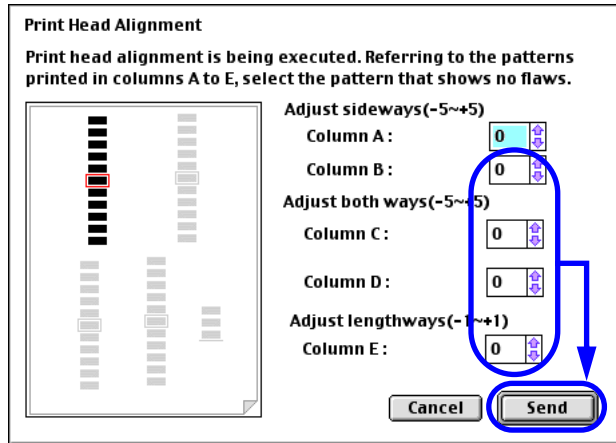 Print Head Alignment
Print head alignment is being executed. Referring to the patterns
printed in columns A to E, select the pattern that shows no flaws.
Adjust sideways(-5~+5)
Column A : 0
Column B : 0
Adjust both ways(-5~+5)
Column C : 0
Column D : 0
Adjust lengthways(-1~+1)
Column E : 0
Cancel Send